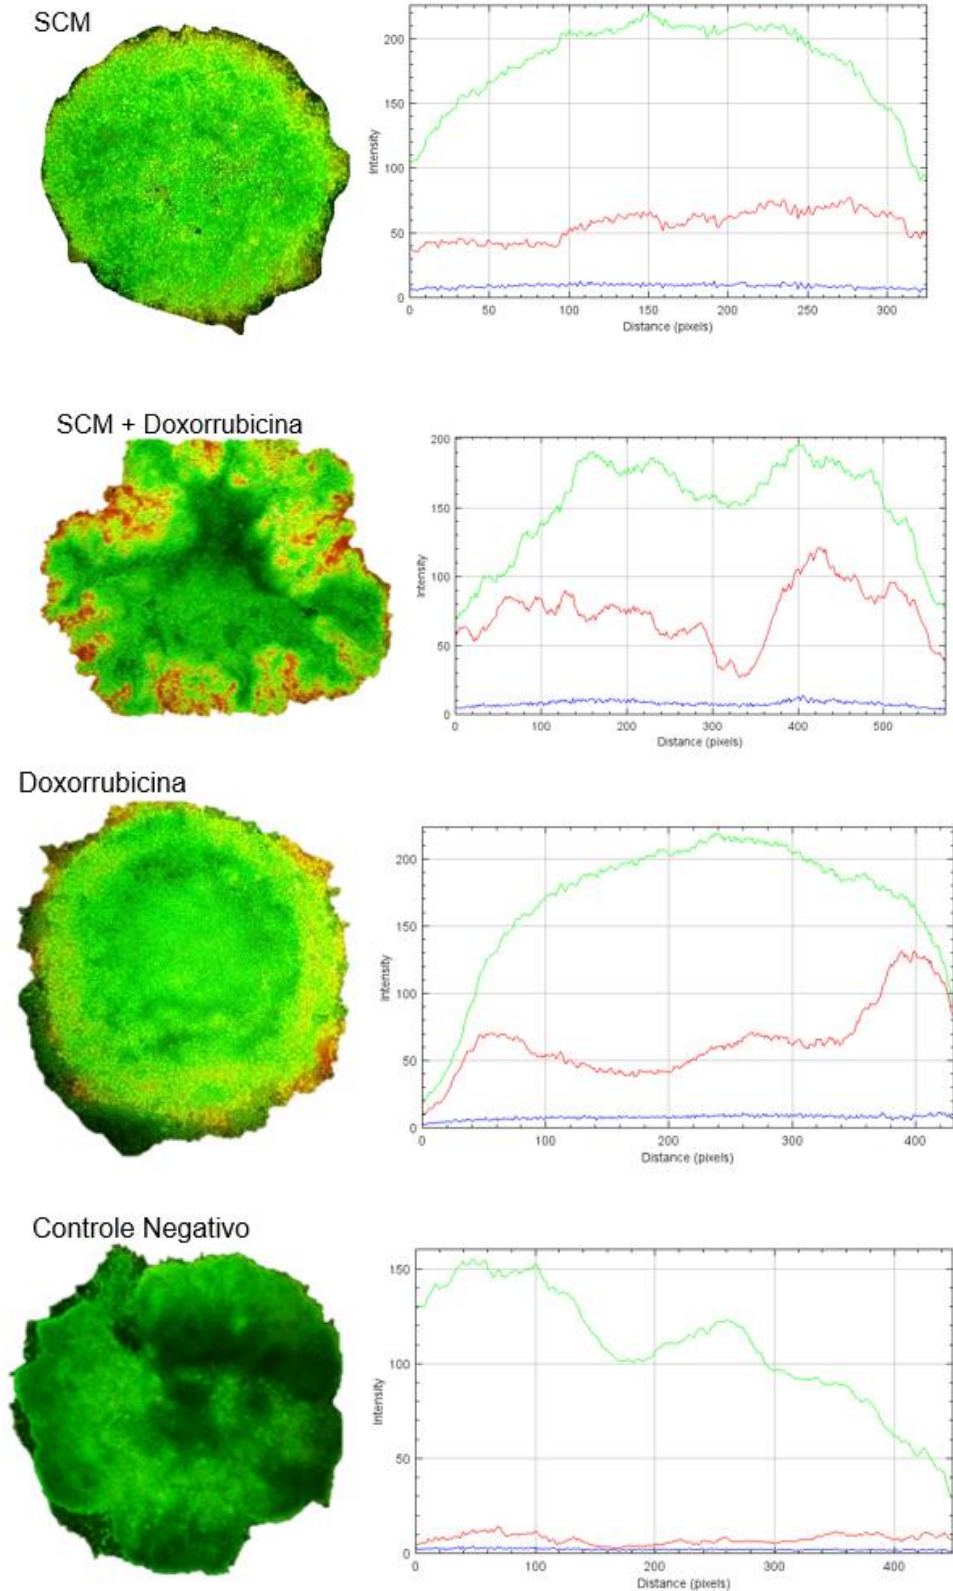 SCM
200
150
100
50
0
Intensity
0 50 100 150 200 250 300
Distance (pixels)
SCM + Doxorrubicina
200
150
100
50
0
Intensity
0 100 200 300 400 500
Distance (pixels)
Doxorrubicina
200
150
100
50
0
Intensity
0 100 200 300 400
Distance (pixels)
Controle Negativo
150
100
50
0
Intensity
0 100 200 300 400
Distance (pixels)